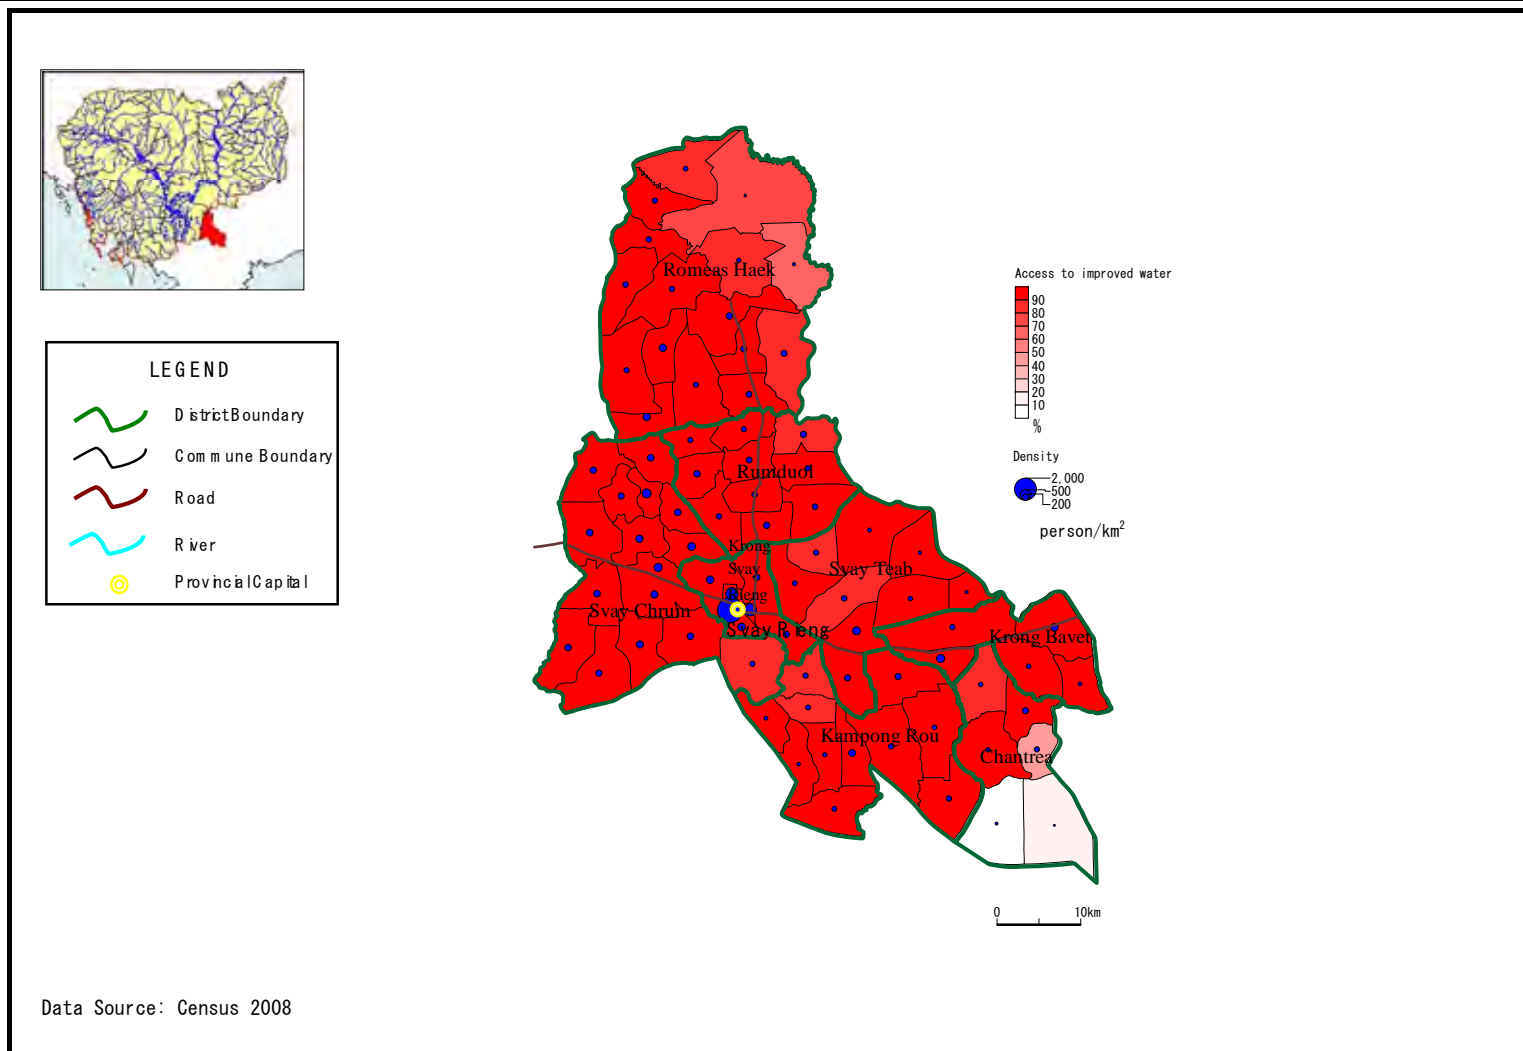 Romeas Haek
Access to improved water
90
80
70
60
50
40
30
20
10
%
LEGEND
District Boundary
Commune Boundary
Road
River
Provincial Capital
Rumduol
Density
2,000
500
200
person/km²
Krong
Svay
Rieng
Svay Teab
Svay Chrum
Svay Rieng
Krong Bavet
Kampong Rou
Chantrea
0 10km
Data Source: Census 2008